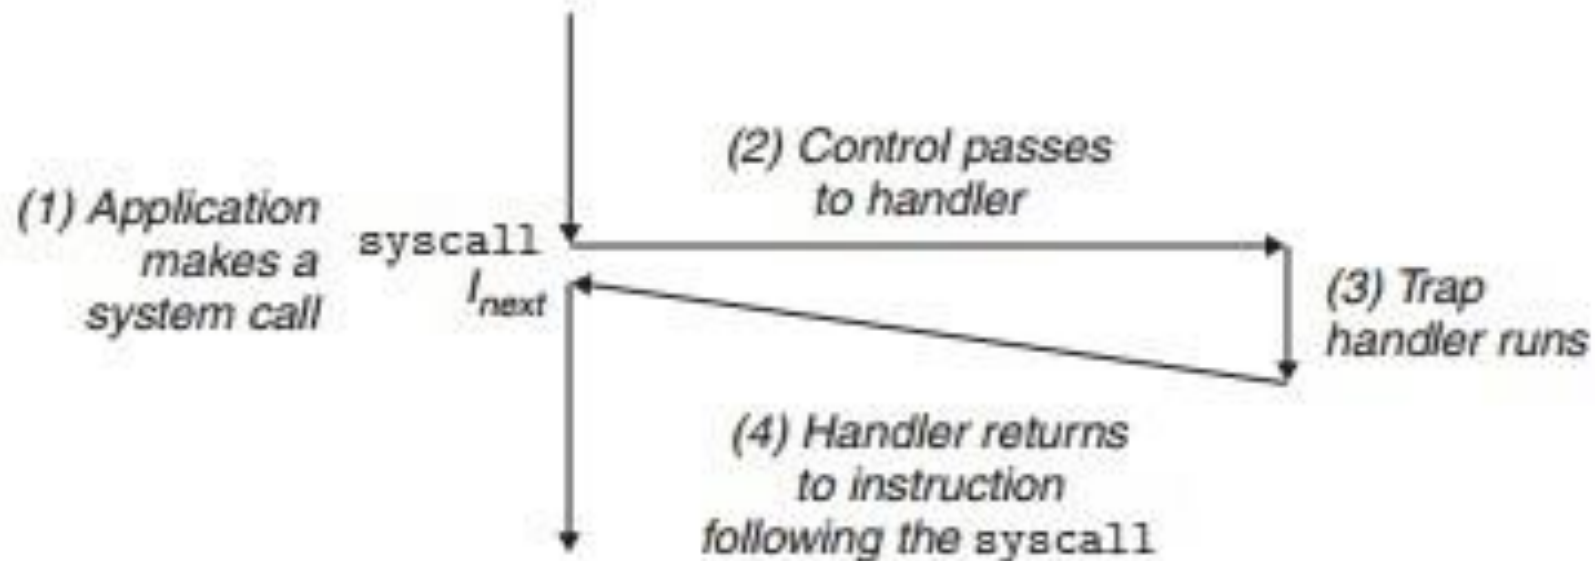 (1) Application
makes a
system call
syscall
Inext
(2) Control passes
to handler
(3) Trap
handler runs
(4) Handler returns
to instruction
following the syscall